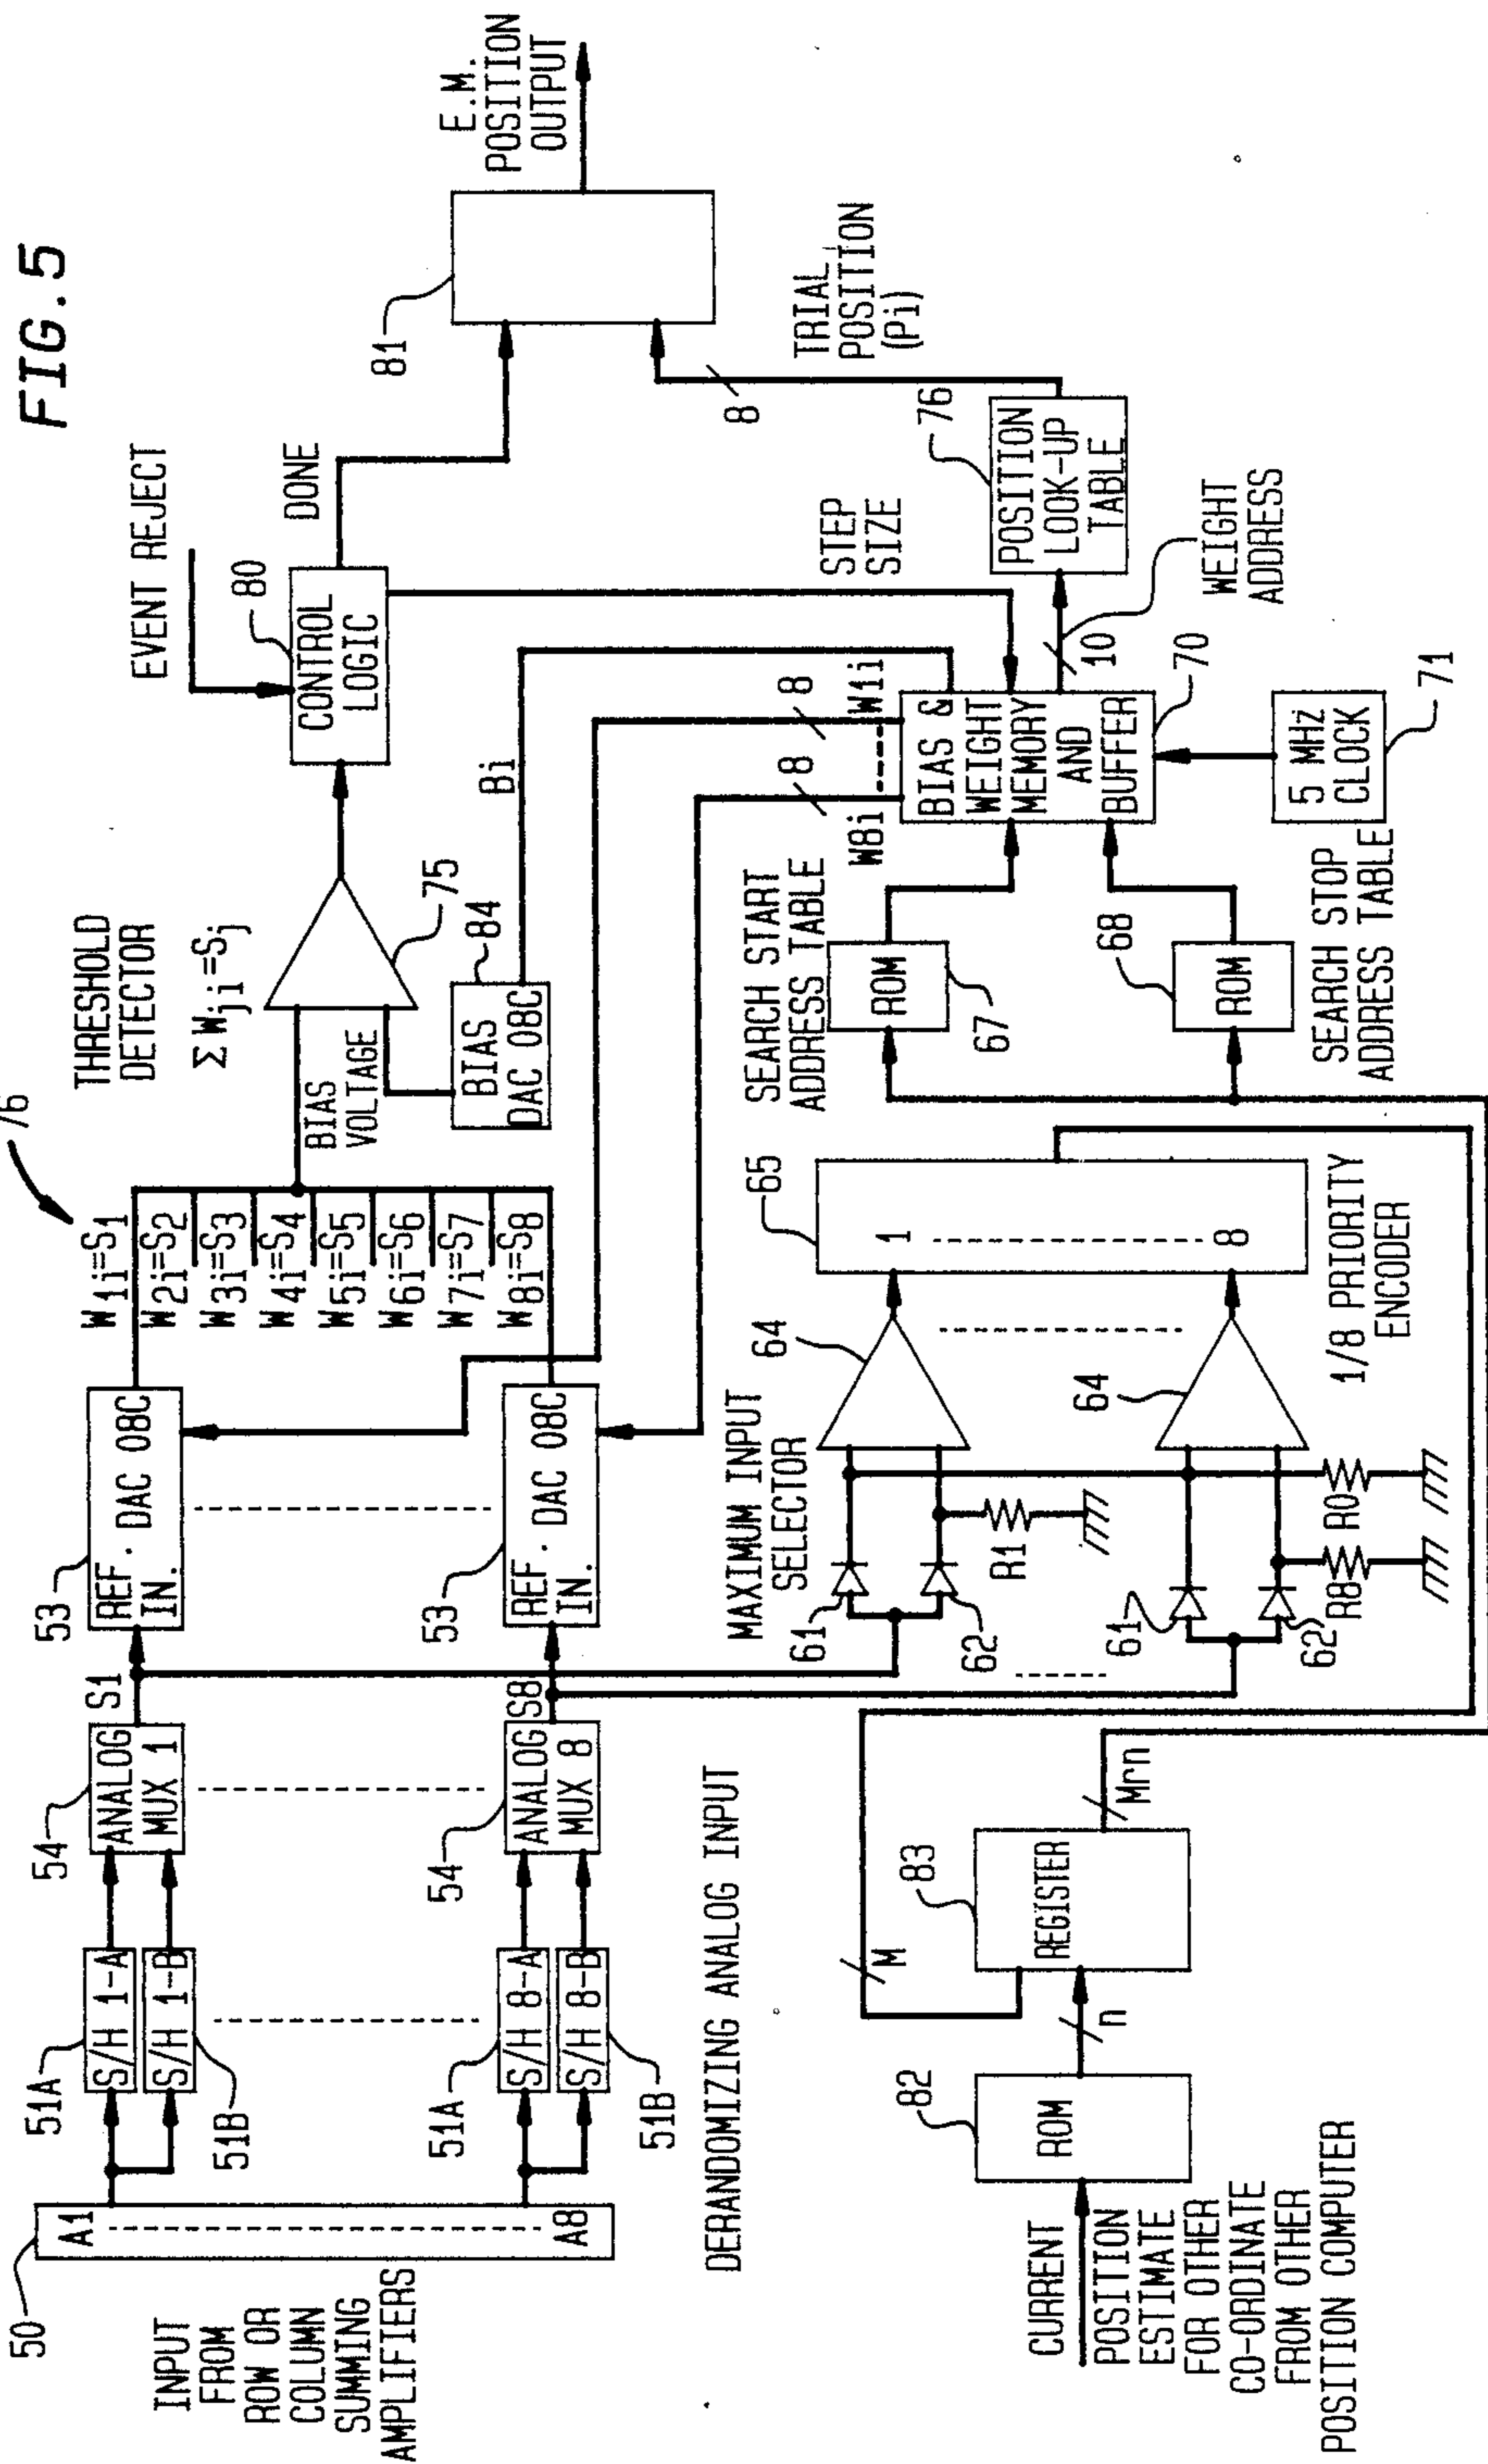 FIG. 5
50
INPUT
FROM
ROW OR
COLUMN
SUMMING
AMPLIFIERS
A1
A8
51A
S/H 1-A
S/H 1-B
51B
51A
S/H 8-A
S/H 8-B
51B
DERANDOMIZING ANALOG INPUT
54
ANALOG
MUX 1
S1
54
ANALOG
MUX 8
S8
53
REF. DAC 08C
IN.
53
REF. DAC 08C
IN.
76
W1i=S1
W2i=S2
W3i=S3
W4i=S4
W5i=S5
W6i=S6
W7i=S7
W8i=S8
THRESHOLD
DETECTOR
Σ Wji=Sj
BIAS
VOLTAGE
75
84
BIAS
DAC 08C
Bi
EVENT REJECT
80
CONTROL
LOGIC
DONE
STEP
SIZE
81
E.M.
POSITION
OUTPUT
8
TRIAL
POSITION
(Pi)
76
POSITION
LOOK-UP
TABLE
WEIGHT
ADDRESS
10
8
8
W8i
W1i
BIAS &
WEIGHT
MEMORY
AND
BUFFER
70
5 MHz
CLOCK
71
SEARCH START
ADDRESS TABLE
ROM
67
68
ROM
SEARCH STOP
ADDRESS TABLE
MAXIMUM INPUT
SELECTOR
61
62
R1
64
61
62
R8
R0
64
65
1
8
1/8 PRIORITY
ENCODER
CURRENT
POSITION
ESTIMATE
FOR OTHER
CO-ORDINATE
FROM OTHER
POSITION COMPUTER
82
ROM
n
M
83
REGISTER
Mrn